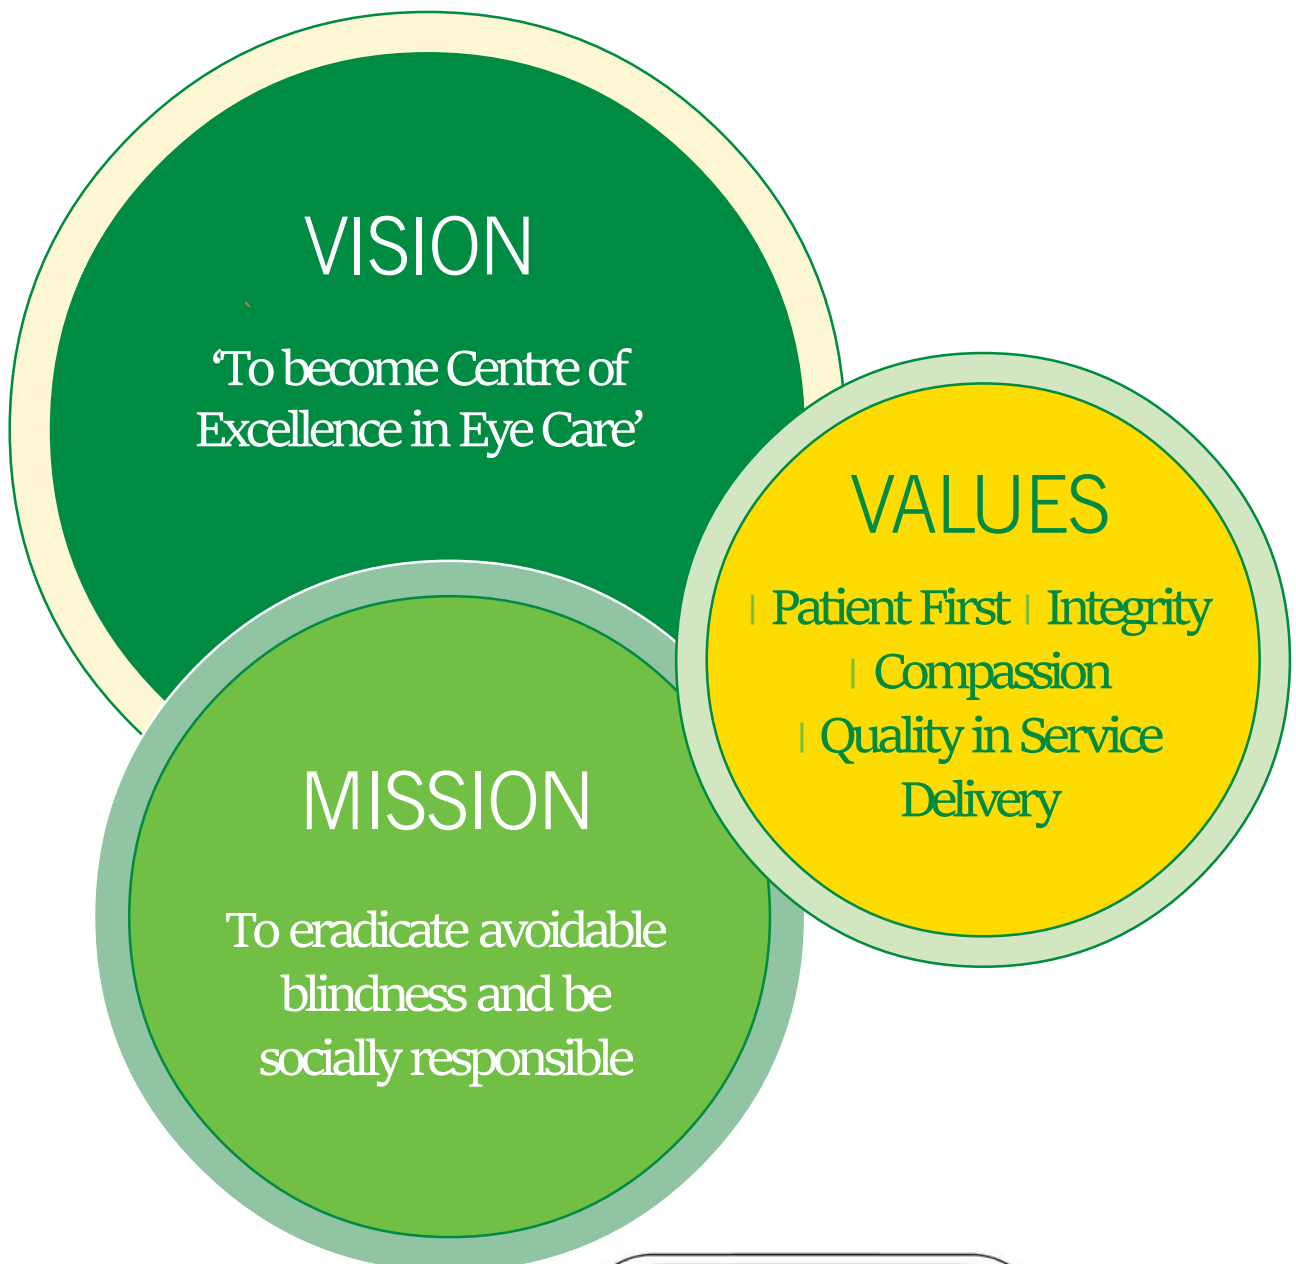 VISION
‘To become Centre of
Excellence in Eye Care’
VALUES
| Patient First | Integrity
| Compassion
| Quality in Service
Delivery
MISSION
To eradicate avoidable
blindness and be
socially responsible